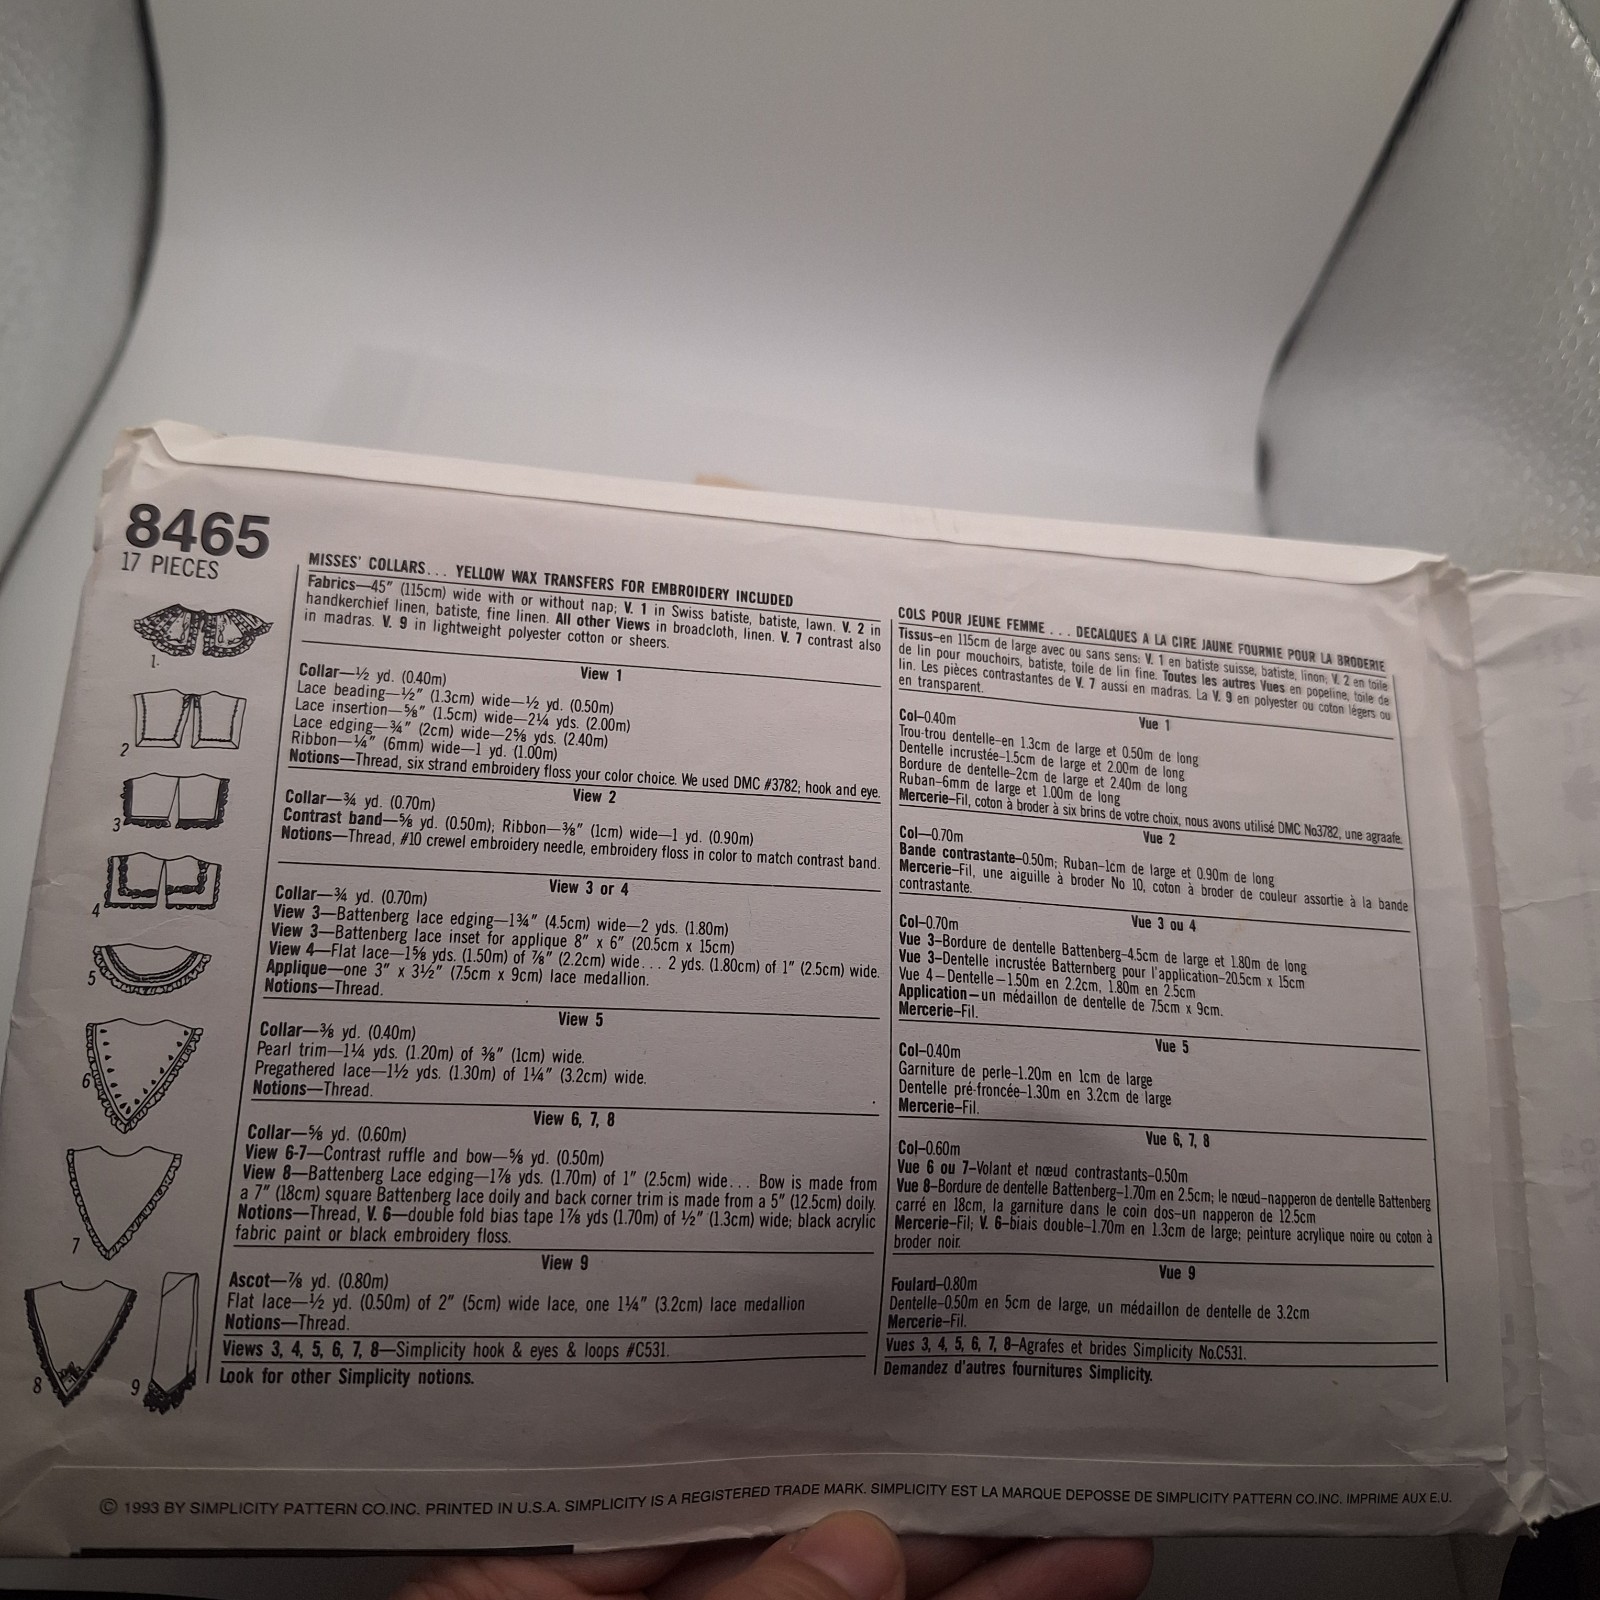 8465
17 PIECES
1.
2
3
4
5
6
7
8
9
MISSES' COLLARS... YELLOW WAX TRANSFERS FOR EMBROIDERY INCLUDED
Fabrics—45" (115cm) wide with or without nap; V. 1 in Swiss batiste, batiste, lawn. V. 2 in
handkerchief linen, batiste, fine linen. All other Views in broadcloth, linen. V. 7 contrast also
in madras. V. 9 in lightweight polyester cotton or sheers.
View 1
Collar—½ yd. (0.40m)
Lace beading—½" (1.3cm) wide—½ yd. (0.50m)
Lace insertion—⅝" (1.5cm) wide—2¼ yds. (2.00m)
Lace edging—¾" (2cm) wide—2⅝ yds. (2.40m)
Ribbon—¼" (6mm) wide—1 yd. (1.00m)
Notions—Thread, six strand embroidery floss your color choice. We used DMC #3782; hook and eye.
View 2
Collar—¾ yd. (0.70m)
Contrast band—⅝ yd. (0.50m); Ribbon—⅜" (1cm) wide—1 yd. (0.90m)
Notions—Thread, #10 crewel embroidery needle, embroidery floss in color to match contrast band.
View 3 or 4
Collar—¾ yd. (0.70m)
View 3—Battenberg lace edging—1¾" (4.5cm) wide—2 yds. (1.80m)
View 3—Battenberg lace inset for applique 8" x 6" (20.5cm x 15cm)
View 4—Flat lace—1⅝ yds. (1.50m) of ⅞" (2.2cm) wide... 2 yds. (1.80cm) of 1" (2.5cm) wide.
Applique—one 3" x 3½" (7.5cm x 9cm) lace medallion.
Notions—Thread.
View 5
Collar—⅜ yd. (0.40m)
Pearl trim—1¼ yds. (1.20m) of ⅜" (1cm) wide.
Pregathered lace—1½ yds. (1.30m) of 1¼" (3.2cm) wide.
Notions—Thread.
View 6, 7, 8
Collar—⅝ yd. (0.60m)
View 6-7—Contrast ruffle and bow—⅝ yd. (0.50m)
View 8—Battenberg Lace edging—1⅞ yds. (1.70m) of 1" (2.5cm) wide... Bow is made from
a 7" (18cm) square Battenberg lace doily and back corner trim is made from a 5" (12.5cm) doily.
Notions—Thread, V. 6—double fold bias tape 1⅞ yds (1.70m) of ½" (1.3cm) wide; black acrylic
fabric paint or black embroidery floss.
View 9
Ascot—⅞ yd. (0.80m)
Flat lace—½ yd. (0.50m) of 2" (5cm) wide lace, one 1¼" (3.2cm) lace medallion
Notions—Thread.
Views 3, 4, 5, 6, 7, 8—Simplicity hook & eyes & loops #C531.
Look for other Simplicity notions.
COLS POUR JEUNE FEMME... DECALQUES A LA CIRE JAUNE FOURNIE POUR LA BRODERIE
Tissus–en 115cm de large avec ou sans sens: V. 1 en batiste suisse, batiste, linon; V. 2 en toile
de lin pour mouchoirs, batiste, toile de lin fine. Toutes les autres Vues en popeline, toile de
lin. Les pièces contrastantes de V. 7 aussi en madras. La V. 9 en polyester ou coton légers ou
en transparent.
Vue 1
Col–0.40m
Trou-trou dentelle–en 1.3cm de large et 0.50m de long
Dentelle incrustée–1.5cm de large et 2.00m de long
Bordure de dentelle–2cm de large et 2.40m de long
Ruban–6mm de large et 1.00m de long
Mercerie–Fil, coton à broder à six brins de votre choix, nous avons utilisé DMC No3782, une agraafe.
Vue 2
Col—0.70m
Bande contrastante–0.50m; Ruban–1cm de large et 0.90m de long
Mercerie–Fil, une aiguille à broder No 10, coton à broder de couleur assortie à la bande
contrastante.
Vue 3 ou 4
Col–0.70m
Vue 3–Bordure de dentelle Battenberg–4.5cm de large et 1.80m de long
Vue 3–Dentelle incrustée Batternberg pour l'application–20.5cm x 15cm
Vue 4–Dentelle–1.50m en 2.2cm, 1.80m en 2.5cm
Application—un médaillon de dentelle de 7.5cm x 9cm.
Mercerie–Fil.
Vue 5
Col–0.40m
Garniture de perle–1.20m en 1cm de large
Dentelle pré-froncée–1.30m en 3.2cm de large
Mercerie–Fil.
Vue 6, 7, 8
Col–0.60m
Vue 6 ou 7–Volant et nœud contrastants–0.50m
Vue 8–Bordure de dentelle Battenberg–1.70m en 2.5cm; le nœud–napperon de dentelle Battenberg
carré en 18cm, la garniture dans le coin dos–un napperon de 12.5cm
Mercerie–Fil; V. 6–biais double–1.70m en 1.3cm de large; peinture acrylique noire ou coton à
broder noir.
Vue 9
Foulard–0.80m
Dentelle–0.50m en 5cm de large, un médaillon de dentelle de 3.2cm
Mercerie–Fil.
Vues 3, 4, 5, 6, 7, 8–Agrafes et brides Simplicity No.C531.
Demandez d'autres fournitures Simplicity.
© 1993 BY SIMPLICITY PATTERN CO.INC. PRINTED IN U.S.A. SIMPLICITY IS A REGISTERED TRADE MARK. SIMPLICITY EST LA MARQUE DEPOSSE DE SIMPLICITY PATTERN CO.INC. IMPRIME AUX E.U.